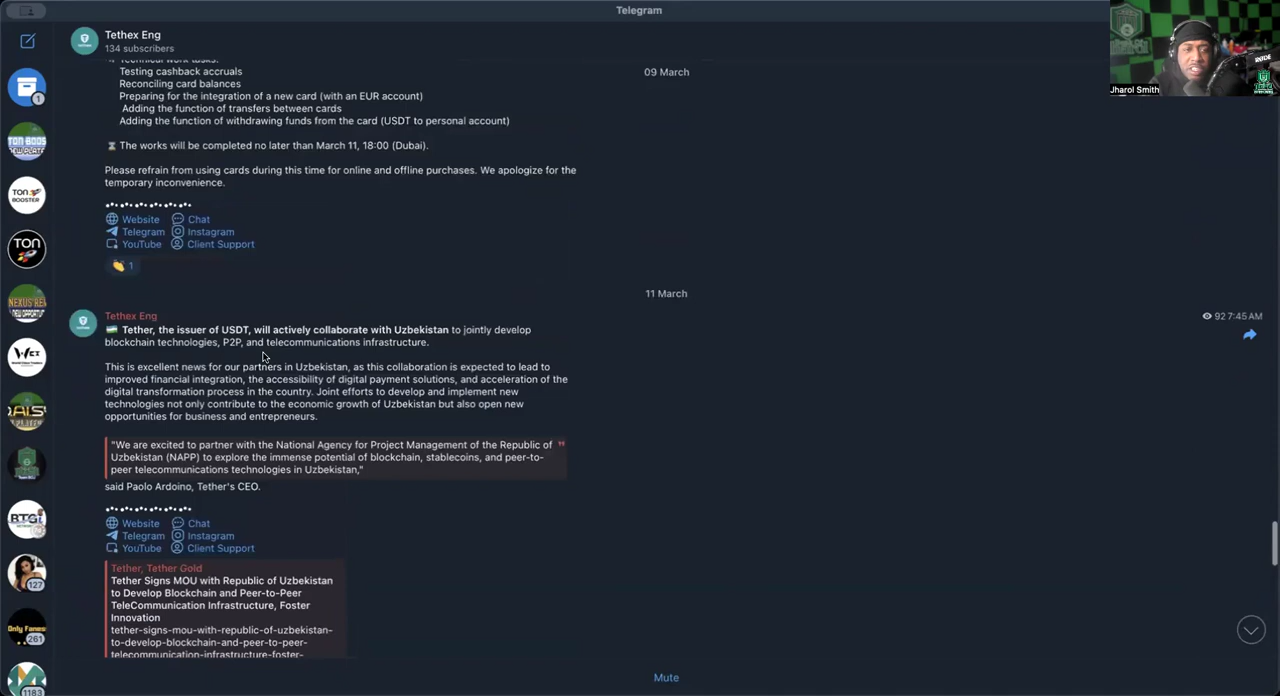 Telegram
Tethex Eng
134 subscribers
Technical work tasks:
09 March
Testing cashback accruals
Reconciling card balances
Preparing for the integration of a new card (with an EUR account)
Adding the function of transfers between cards
Adding the function of withdrawing funds from the card (USDT to personal account)
The works will be completed no later than March 11, 18:00 (Dubai).
Please refrain from using cards during this time for online and offline purchases. We apologize for the
temporary inconvenience.
Website Chat
Telegram Instagram
YouTube Client Support
1
11 March
Tethex Eng
92 7:45 AM
Tether, the issuer of USDT, will actively collaborate with Uzbekistan to jointly develop
blockchain technologies, P2P, and telecommunications infrastructure.
This is excellent news for our partners in Uzbekistan, as this collaboration is expected to lead to
improved financial integration, the accessibility of digital payment solutions, and acceleration of the
digital transformation process in the country. Joint efforts to develop and implement new
technologies not only contribute to the economic growth of Uzbekistan but also open new
opportunities for business and entrepreneurs.
"We are excited to partner with the National Agency for Project Management of the Republic of
Uzbekistan (NAPP) to explore the immense potential of blockchain, stablecoins, and peer-to-
peer telecommunications technologies in Uzbekistan,"
said Paolo Ardoino, Tether's CEO.
Website Chat
Telegram Instagram
YouTube Client Support
Tether, Tether Gold
Tether Signs MOU with Republic of Uzbekistan
to Develop Blockchain and Peer-to-Peer
TeleCommunication Infrastructure, Foster
Innovation
tether-signs-mou-with-republic-of-uzbekistan-
to-develop-blockchain-and-peer-to-peer-
telecommunication-infrastructure-foster-
Mute
Jharol Smith
1
TON BOOS
TON
BOOSTER
TON
NEXUS REW
127
261
1183